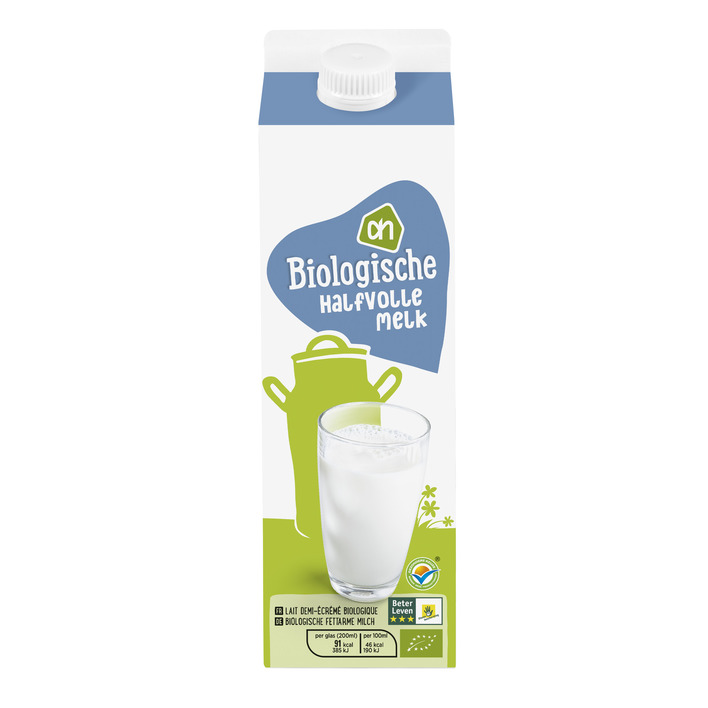 ah
Biologische
HALFVOLLE
MELK
®
FR LAIT DEMI-ÉCRÉMÉ BIOLOGIQUE
DE BIOLOGISCHE FETTARME MILCH
Beter
Leven
per glas (200ml) per 100ml
91 kcal 46 kcal
385 kJ 190 kJ